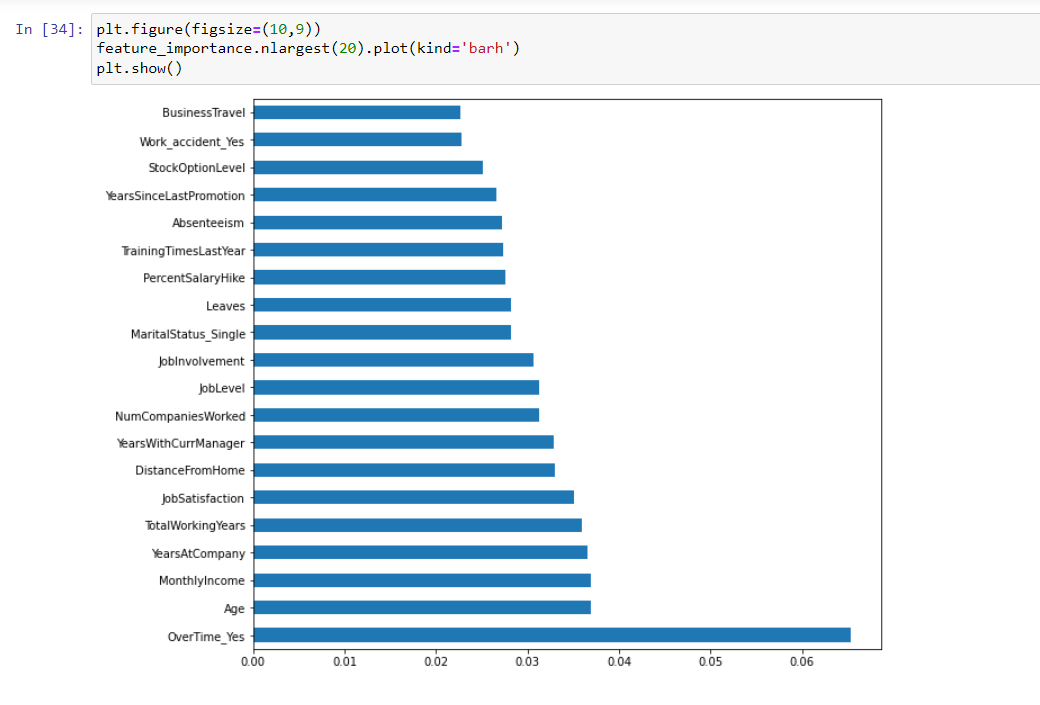 In [34]: plt.figure(figsize=(10,9))
feature_importance.nlargest(20).plot(kind='barh')
plt.show()
BusinessTravel
Work_accident_Yes
StockOptionLevel
YearsSinceLastPromotion
Absenteeism
TrainingTimesLastYear
PercentSalaryHike
Leaves
MaritalStatus_Single
JobInvolvement
JobLevel
NumCompaniesWorked
YearsWithCurrManager
DistanceFromHome
JobSatisfaction
TotalWorkingYears
YearsAtCompany
MonthlyIncome
Age
OverTime_Yes
0.00 0.01 0.02 0.03 0.04 0.05 0.06